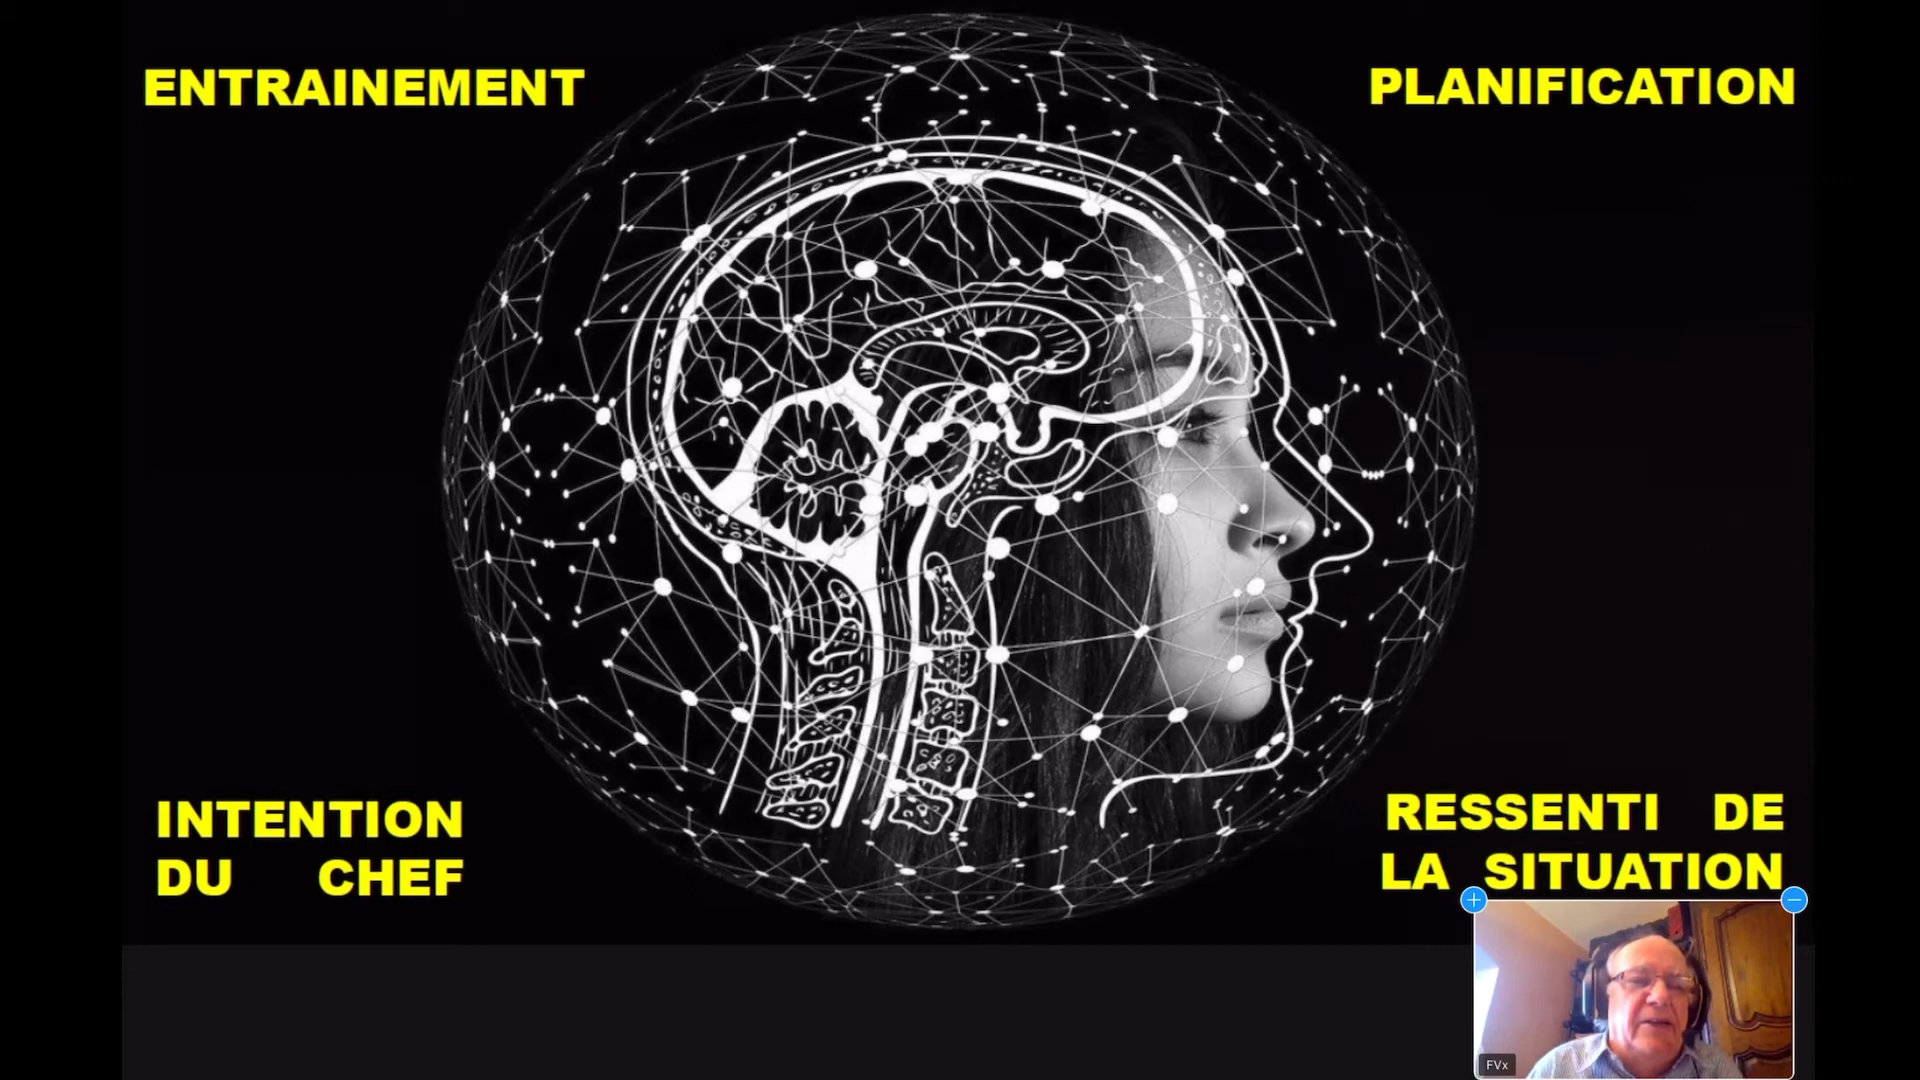 ENTRAINEMENT
PLANIFICATION
INTENTION
DU CHEF
RESSENTI DE
LA SITUATION
FVx